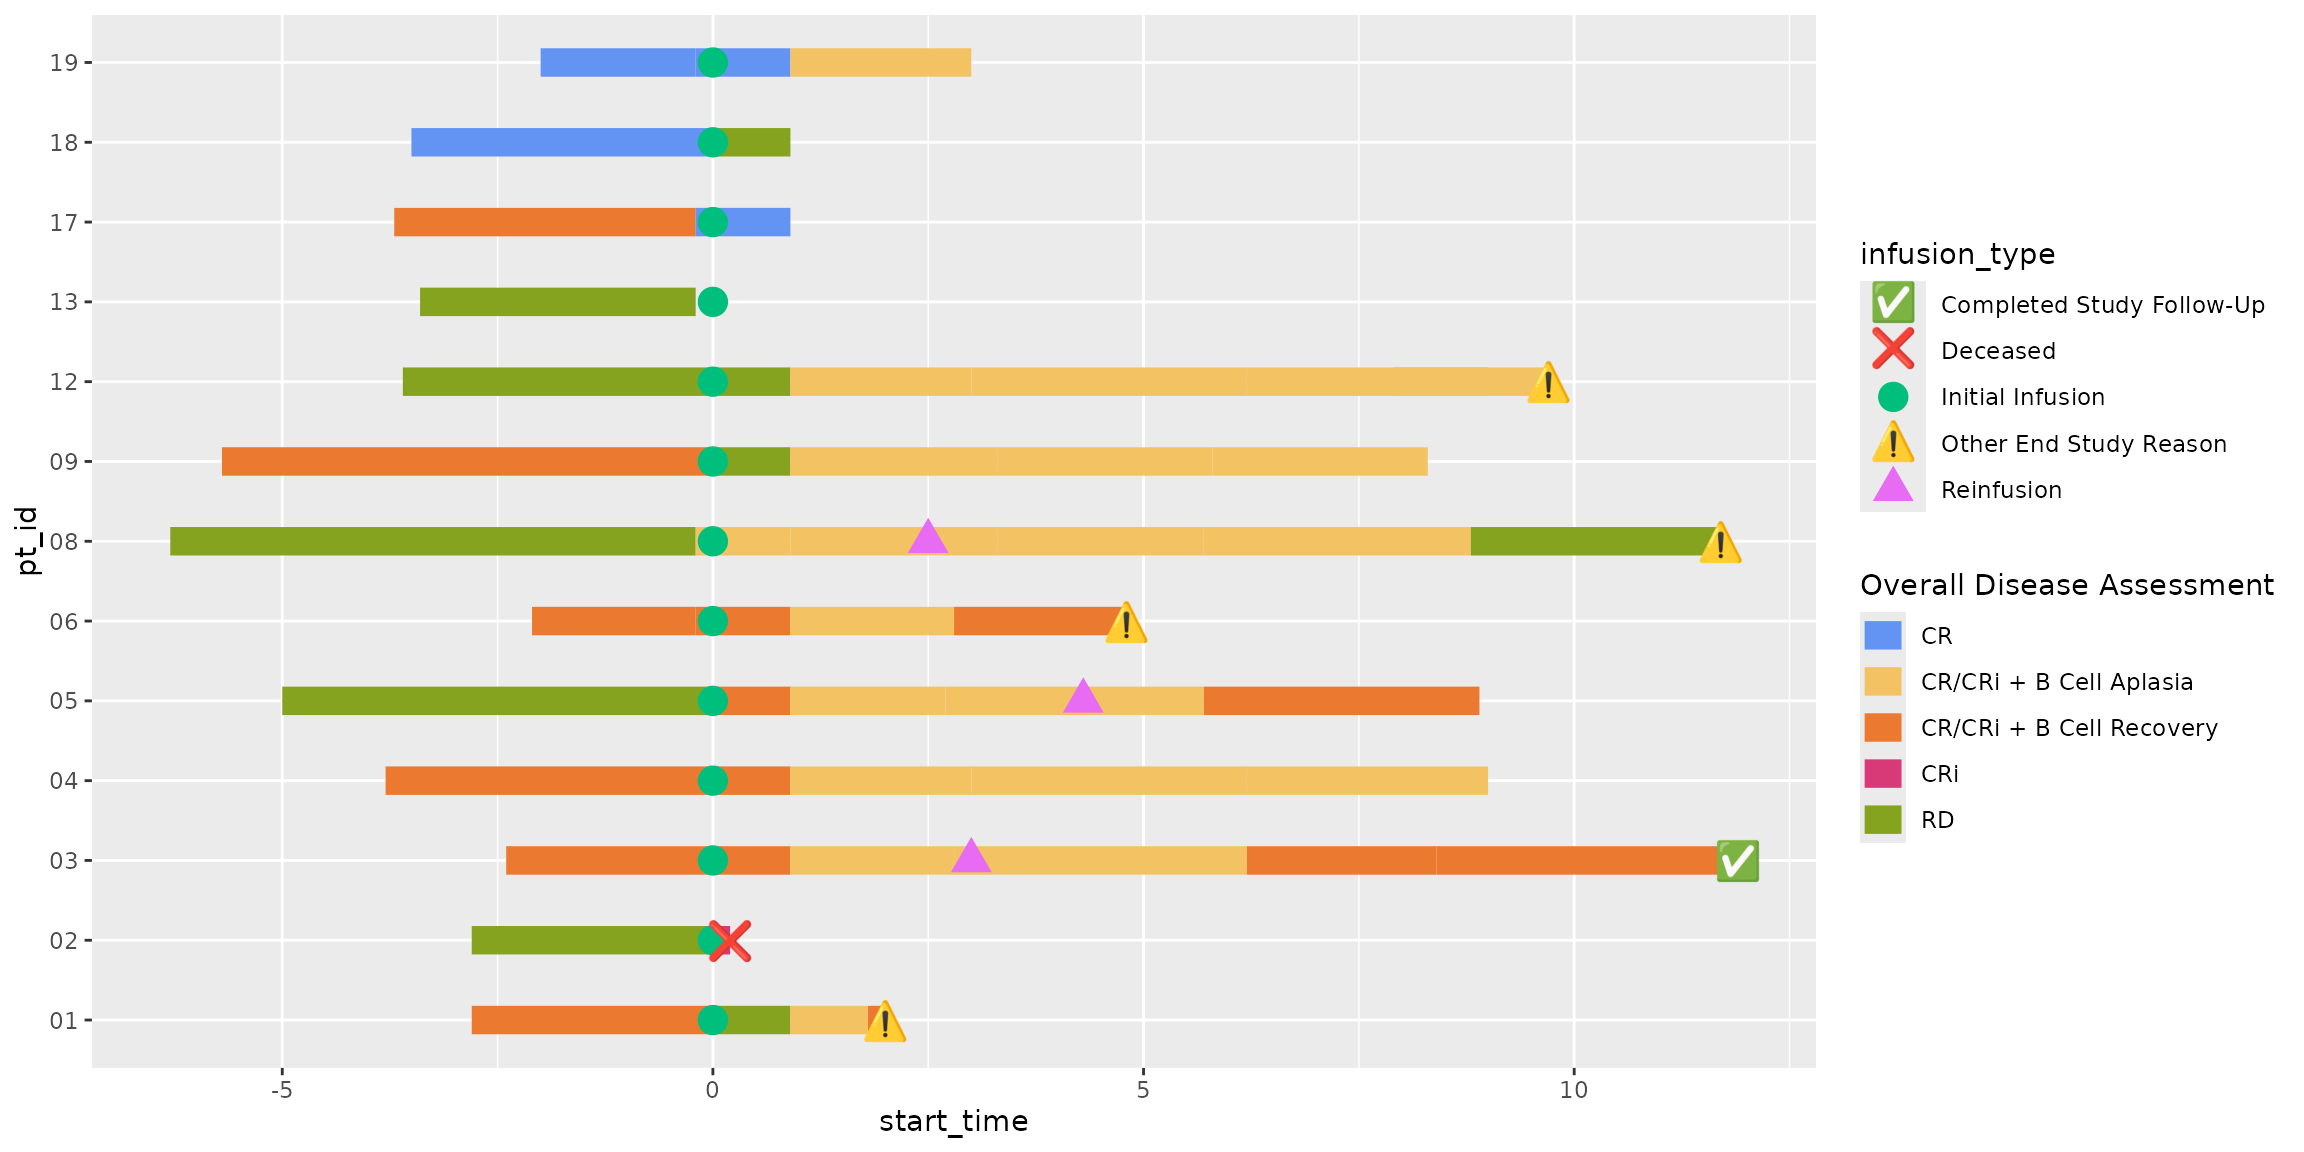 19
18
17
13
12
09
08
06
05
04
03
02
01
pt_id
-5 0 5 10
start_time
infusion_type
Completed Study Follow-Up
Deceased
Initial Infusion
Other End Study Reason
Reinfusion
Overall Disease Assessment
CR
CR/CRi + B Cell Aplasia
CR/CRi + B Cell Recovery
CRi
RD